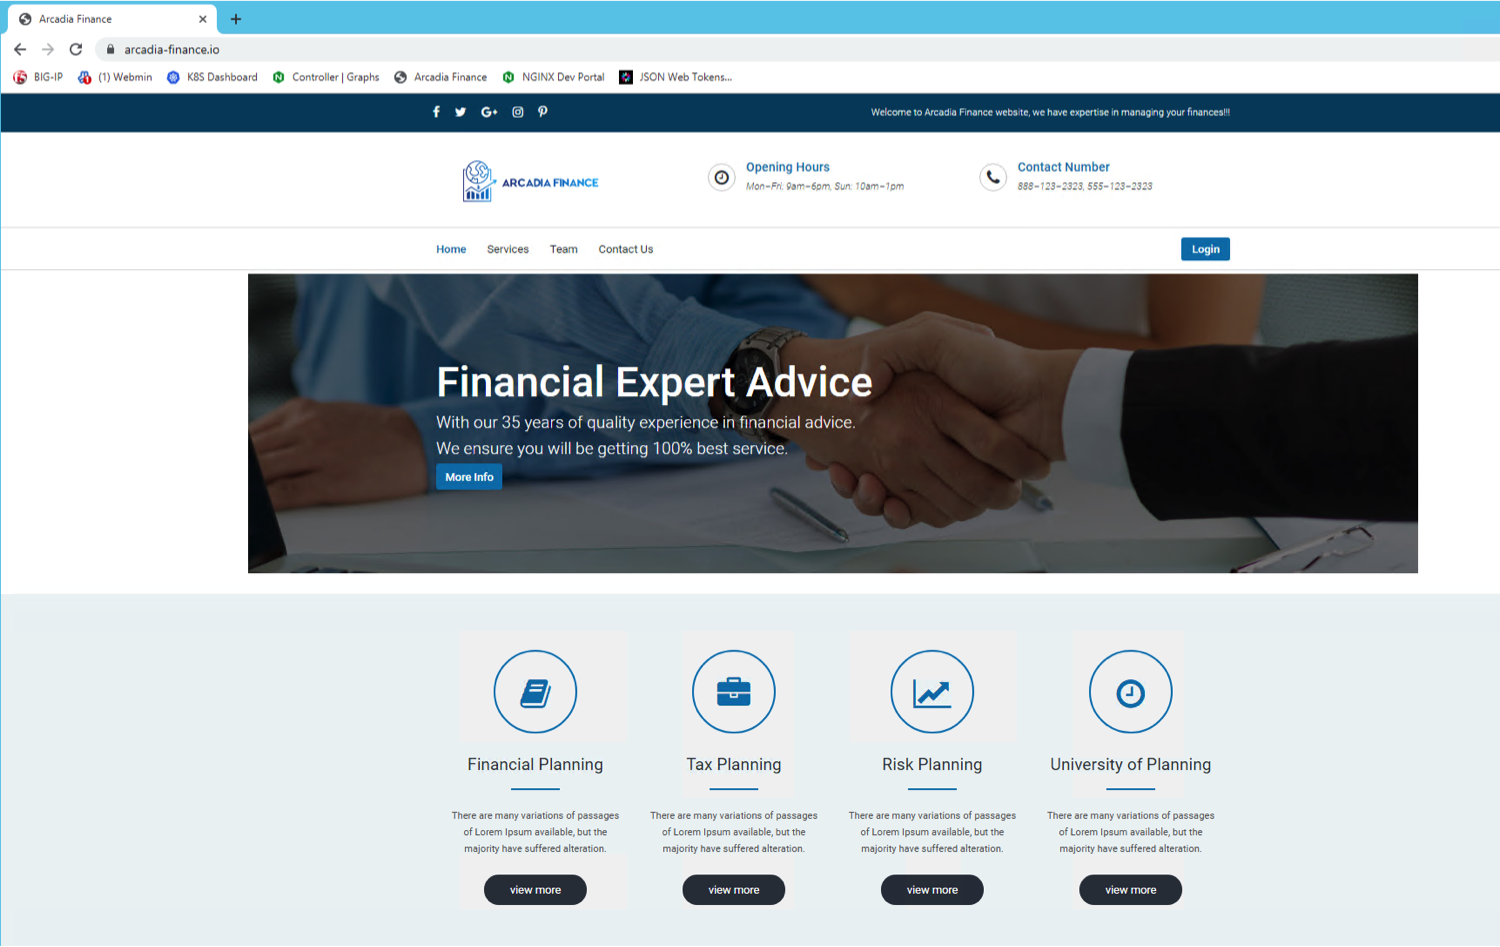 Arcadia Finance
arcadia-finance.io
BIG-IP
(1) Webmin
K8S Dashboard
Controller | Graphs
Arcadia Finance
NGINX Dev Portal
JSON Web Tokens...
Welcome to Arcadia Finance website, we have expertise in managing your finances!!!
ARCADIA FINANCE
Opening Hours
Mon-Fri: 9am-6pm, Sun: 10am-1pm
Contact Number
888-123-2323, 555-123-2323
Home
Services
Team
Contact Us
Login
Financial Expert Advice
With our 35 years of quality experience in financial advice.
We ensure you will be getting 100% best service.
More Info
Financial Planning
There are many variations of passages
of Lorem Ipsum available, but the
majority have suffered alteration.
view more
Tax Planning
There are many variations of passages
of Lorem Ipsum available, but the
majority have suffered alteration.
view more
Risk Planning
There are many variations of passages
of Lorem Ipsum available, but the
majority have suffered alteration.
view more
University of Planning
There are many variations of passages
of Lorem Ipsum available, but the
majority have suffered alteration.
view more